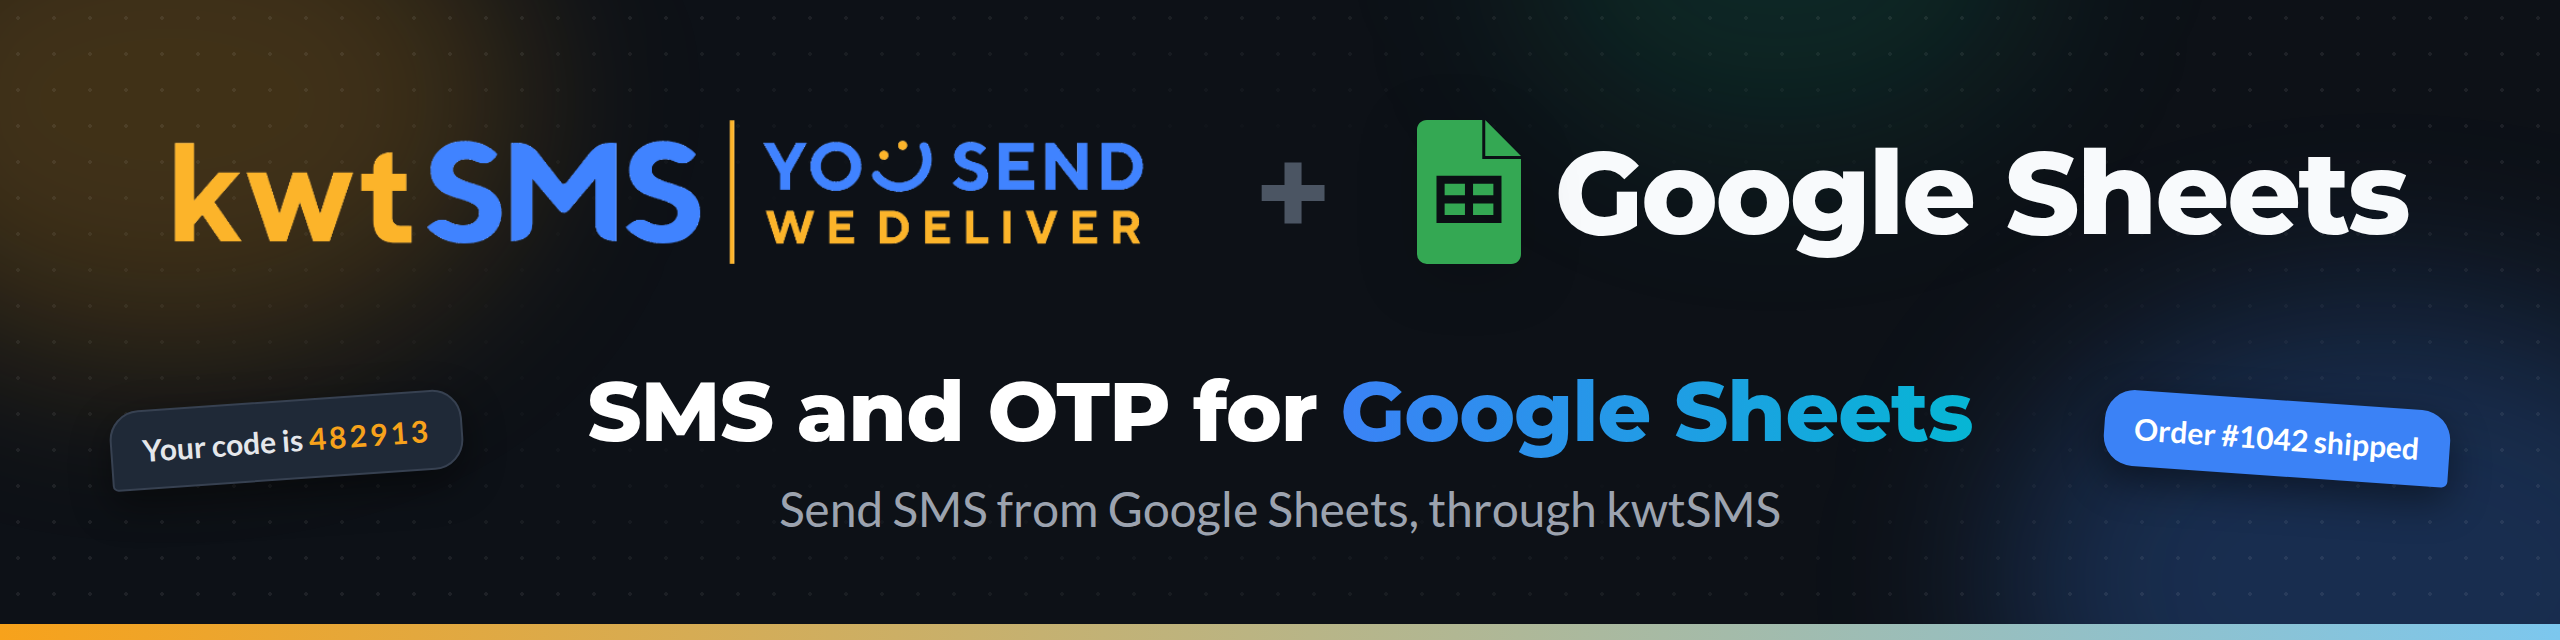 kwtSMS
YOU SEND
WE DELIVER
+
Google Sheets
SMS and OTP for Google Sheets
Send SMS from Google Sheets, through kwtSMS
Your code is 482913
Order #1042 shipped